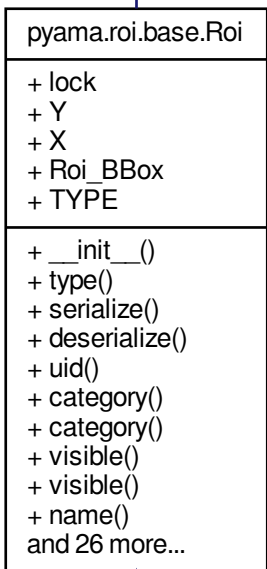 pyama.roi.base.Roi
+ lock
+ Y
+ X
+ Roi_BBox
+ TYPE
+ __init__()
+ type()
+ serialize()
+ deserialize()
+ uid()
+ category()
+ category()
+ visible()
+ visible()
+ name()
and 26 more...